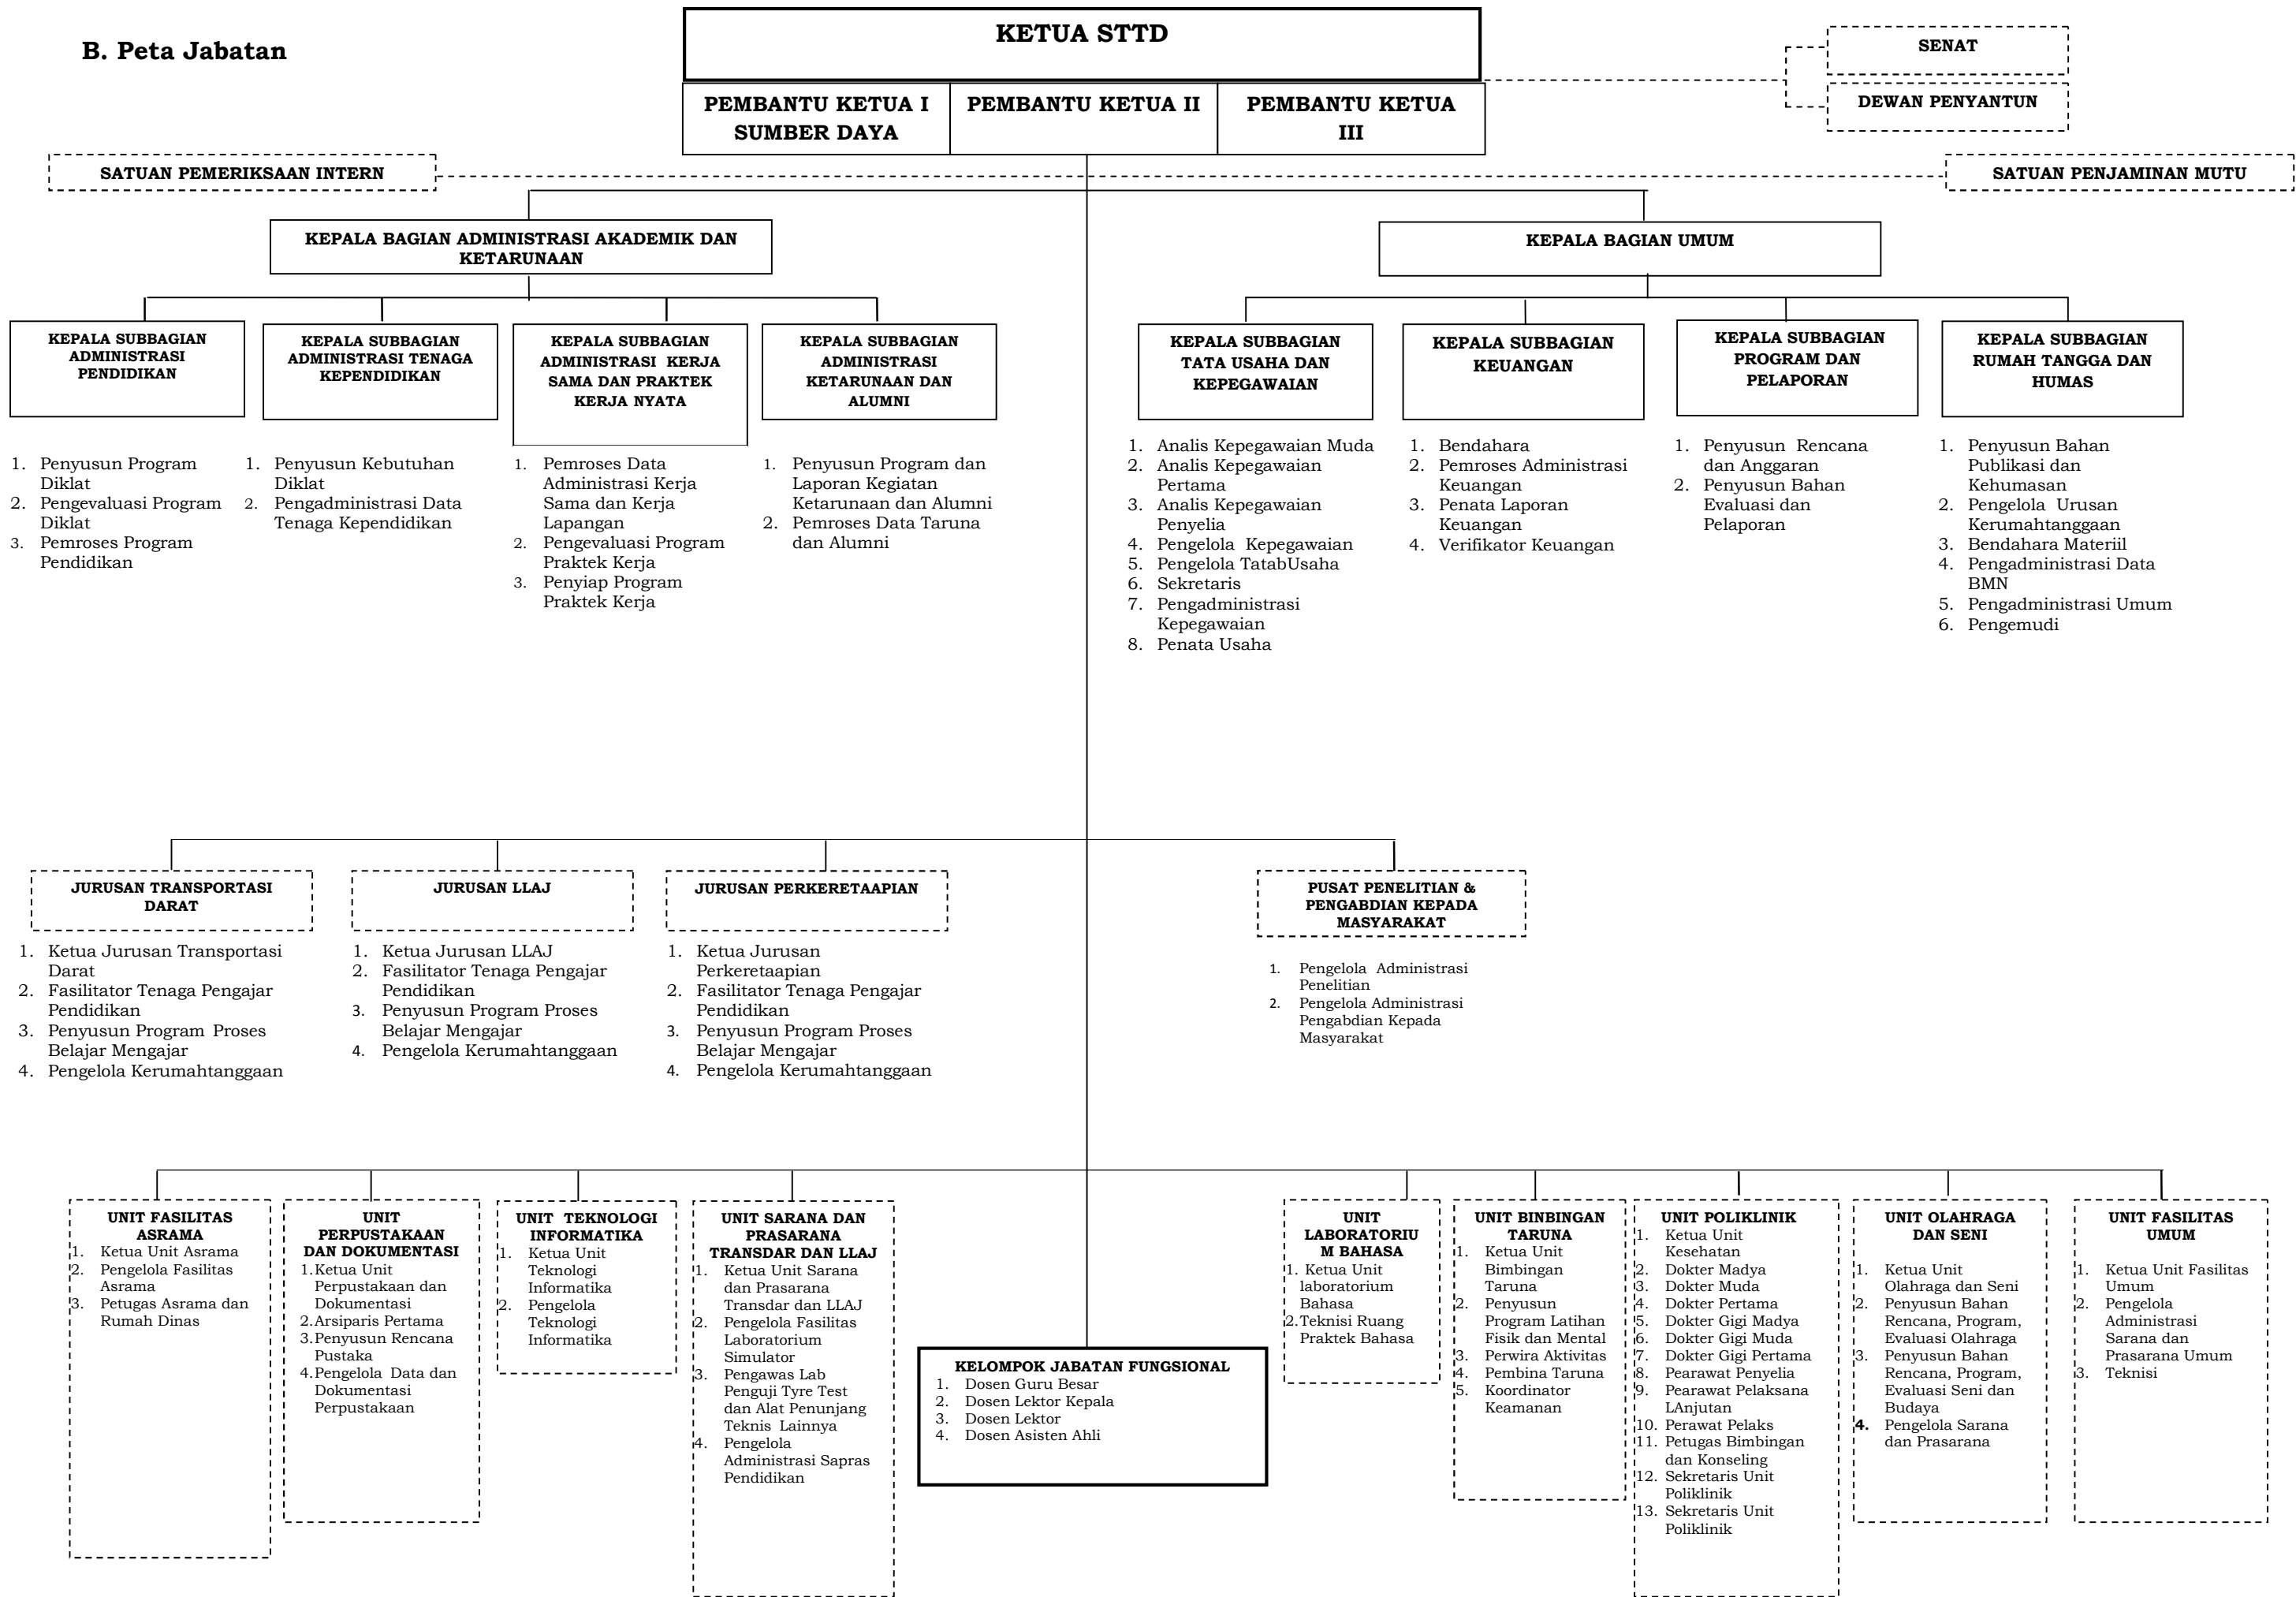 B. Peta Jabatan
KETUA STTD
SENAT
DEWAN PENYANTUN
PEMBANTU KETUA I
SUMBER DAYA
PEMBANTU KETUA II
PEMBANTU KETUA
III
SATUAN PEMERIKSAAN INTERN
SATUAN PENJAMINAN MUTU
KEPALA BAGIAN ADMINISTRASI AKADEMIK DAN
KETARUNAAN
KEPALA BAGIAN UMUM
KEPALA SUBBAGIAN
ADMINISTRASI
PENDIDIKAN
1. Penyusun Program
Diklat
2. Pengevaluasi Program
Diklat
3. Pemroses Program
Pendidikan
KEPALA SUBBAGIAN
ADMINISTRASI TENAGA
KEPENDIDIKAN
1. Penyusun Kebutuhan
Diklat
2. Pengadministrasi Data
Tenaga Kependidikan
KEPALA SUBBAGIAN
ADMINISTRASI KERJA
SAMA DAN PRAKTEK
KERJA NYATA
1. Pemroses Data
Administrasi Kerja
Sama dan Kerja
Lapangan
2. Pengevaluasi Program
Praktek Kerja
3. Penyiap Program
Praktek Kerja
KEPALA SUBBAGIAN
ADMINISTRASI
KETARUNAAN DAN
ALUMNI
1. Penyusun Program dan
Laporan Kegiatan
Ketarunaan dan Alumni
2. Pemroses Data Taruna
dan Alumni
KEPALA SUBBAGIAN
TATA USAHA DAN
KEPEGAWAIAN
1. Analis Kepegawaian Muda
2. Analis Kepegawaian
Pertama
3. Analis Kepegawaian
Penyelia
4. Pengelola Kepegawaian
5. Pengelola TatabUsaha
6. Sekretaris
7. Pengadministrasi
Kepegawaian
8. Penata Usaha
KEPALA SUBBAGIAN
KEUANGAN
1. Bendahara
2. Pemroses Administrasi
Keuangan
3. Penata Laporan
Keuangan
4. Verifikator Keuangan
KEPALA SUBBAGIAN
PROGRAM DAN
PELAPORAN
1. Penyusun Rencana
dan Anggaran
2. Penyusun Bahan
Evaluasi dan
Pelaporan
KEPALA SUBBAGIAN
RUMAH TANGGA DAN
HUMAS
1. Penyusun Bahan
Publikasi dan
Kehumasan
2. Pengelola Urusan
Kerumahtanggaan
3. Bendahara Materiil
4. Pengadministrasi Data
BMN
5. Pengadministrasi Umum
6. Pengemudi
JURUSAN TRANSPORTASI
DARAT
1. Ketua Jurusan Transportasi
Darat
2. Fasilitator Tenaga Pengajar
Pendidikan
3. Penyusun Program Proses
Belajar Mengajar
4. Pengelola Kerumahtanggaan
JURUSAN LLAJ
1. Ketua Jurusan LLAJ
2. Fasilitator Tenaga Pengajar
Pendidikan
3. Penyusun Program Proses
Belajar Mengajar
4. Pengelola Kerumahtanggaan
JURUSAN PERKERETAAPIAN
1. Ketua Jurusan
Perkeretaapian
2. Fasilitator Tenaga Pengajar
Pendidikan
3. Penyusun Program Proses
Belajar Mengajar
4. Pengelola Kerumahtanggaan
PUSAT PENELITIAN &
PENGABDIAN KEPADA
MASYARAKAT
1. Pengelola Administrasi
Penelitian
2. Pengelola Administrasi
Pengabdian Kepada
Masyarakat
UNIT FASILITAS
ASRAMA
1. Ketua Unit Asrama
2. Pengelola Fasilitas
Asrama
3. Petugas Asrama dan
Rumah Dinas
UNIT
PERPUSTAKAAN
DAN DOKUMENTASI
1. Ketua Unit
Perpustakaan dan
Dokumentasi
2. Arsiparis Pertama
3. Penyusun Rencana
Pustaka
4. Pengelola Data dan
Dokumentasi
Perpustakaan
UNIT TEKNOLOGI
INFORMATIKA
1. Ketua Unit
Teknologi
Informatika
2. Pengelola
Teknologi
Informatika
UNIT SARANA DAN
PRASARANA
TRANSDAR DAN LLAJ
1. Ketua Unit Sarana
dan Prasarana
Transdar dan LLAJ
2. Pengelola Fasilitas
Laboratorium
Simulator
3. Pengawas Lab
Penguji Tyre Test
dan Alat Penunjang
Teknis Lainnya
4. Pengelola
Administrasi Sapras
Pendidikan
KELOMPOK JABATAN FUNGSIONAL
1. Dosen Guru Besar
2. Dosen Lektor Kepala
3. Dosen Lektor
4. Dosen Asisten Ahli
UNIT
LABORATORIU
M BAHASA
1. Ketua Unit
laboratorium
Bahasa
2. Teknisi Ruang
Praktek Bahasa
UNIT BINBINGAN
TARUNA
1. Ketua Unit
Bimbingan
Taruna
2. Penyusun
Program Latihan
Fisik dan Mental
3. Perwira Aktivitas
4. Pembina Taruna
5. Koordinator
Keamanan
UNIT POLIKLINIK
1. Ketua Unit
Kesehatan
2. Dokter Madya
3. Dokter Muda
4. Dokter Pertama
5. Dokter Gigi Madya
6. Dokter Gigi Muda
7. Dokter Gigi Pertama
8. Pearawat Penyelia
9. Pearawat Pelaksana
LAnjutan
10. Perawat Pelaks
11. Petugas Bimbingan
dan Konseling
12. Sekretaris Unit
Poliklinik
13. Sekretaris Unit
Poliklinik
UNIT OLAHRAGA
DAN SENI
1. Ketua Unit
Olahraga dan Seni
2. Penyusun Bahan
Rencana, Program,
Evaluasi Olahraga
3. Penyusun Bahan
Rencana, Program,
Evaluasi Seni dan
Budaya
4. Pengelola Sarana
dan Prasarana
UNIT FASILITAS
UMUM
1. Ketua Unit Fasilitas
Umum
2. Pengelola
Administrasi
Sarana dan
Prasarana Umum
3. Teknisi